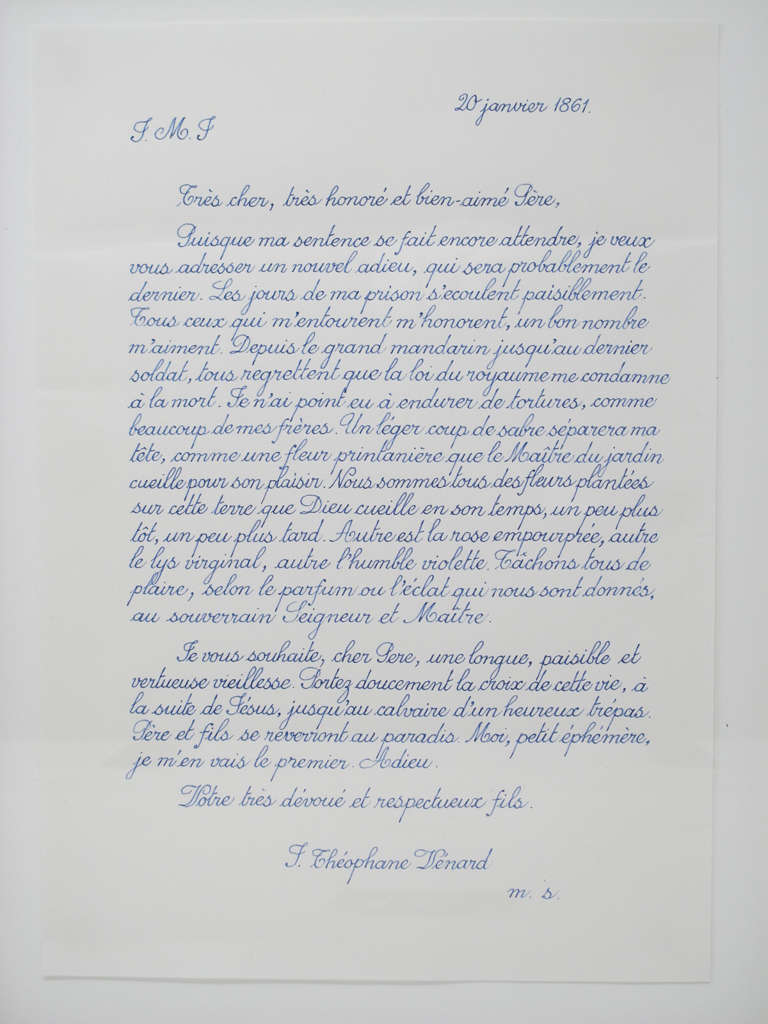 20 janvier 1861.
J. M. J
Très cher, très honoré et bien-aimé Père,
Puisque ma sentence se fait encore attendre, je veux
vous adresser un nouvel adieu, qui sera probablement le
dernier. Les jours de ma prison s'ecoulent paisiblement.
Tous ceux qui m'entourent m'honorent, un bon nombre
m'aiment. Depuis le grand mandarin jusqu'au dernier
soldat, tous regrettent que la loi du royaume me condamne
à la mort. Je n'ai point eu à endurer de tortures, comme
beaucoup de mes frères. Un léger coup de sabre séparera ma
tête, comme une fleur printanière que le Maître du jardin
cueille pour son plaisir. Nous sommes tous des fleurs plantées
sur cette terre que Dieu cueille en son temps, un peu plus
tôt, un peu plus tard. Autre est la rose empourprée, autre
le lys virginal, autre l'humble violette. Tâchons tous de
plaire, selon le parfum ou l'éclat qui nous sont donnés,
au souverrain Seigneur et Maître.
Je vous souhaite, cher Pere, une longue, paisible et
vertueuse vieillesse. Portez doucement la croix de cette vie, à
la suite de Jésus, jusqu'au calvaire d'un heureux trépas.
Père et fils se reverront au paradis. Moi, petit éphémère,
je m'en vais le premier. Adieu.
Votre très dévoué et respectueux fils.
J. Théophane Vénard
m. s.